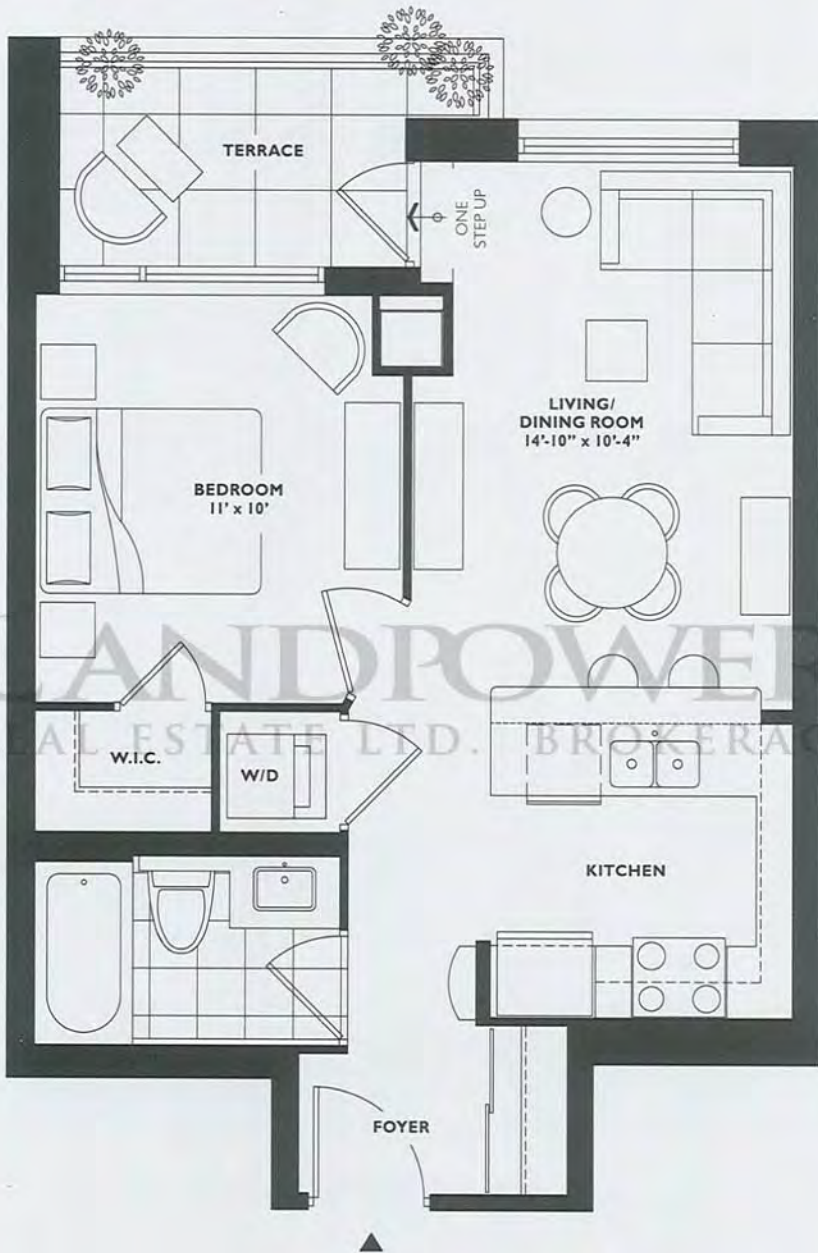 TERRACE
ONE
STEP UP
LIVING/
DINING ROOM
14'-10" x 10'-4"
BEDROOM
11' x 10'
LANDPOWER
REAL ESTATE LTD. BROKERAG
W.I.C.
W/D
KITCHEN
FOYER